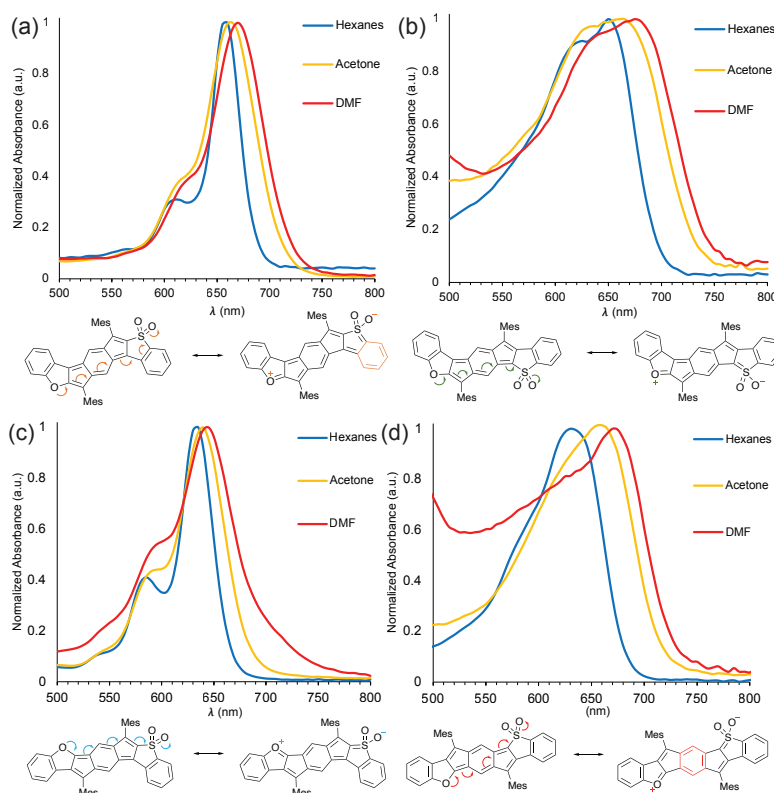 (a)
1
0.8
0.6
0.4
0.2
0
Normalized Absorbance (a.u.)
500 550 600 650 700 750 800
λ (nm)
Hexanes
Acetone
DMF
Mes
O
S
O
O
Mes
Mes
O
+
S
O
O−
Mes
(b)
1
0.8
0.6
0.4
0.2
0
Normalized Absorbance (a.u.)
500 550 600 650 700 750 800
λ (nm)
Hexanes
Acetone
DMF
Mes
O
Mes
S
O
O
Mes
O
+
Mes
S
O
O−
(c)
1
0.8
0.6
0.4
0.2
0
Normalized Absorbance (a.u.)
500 550 600 650 700 750 800
λ (nm)
Hexanes
Acetone
DMF
Mes
O
S
O
O
Mes
Mes
O
+
S
O
O−
Mes
(d)
1
0.8
0.6
0.4
0.2
0
Normalized Absorbance (a.u.)
500 550 600 650 700 750 800
(nm)
Hexanes
Acetone
DMF
Mes
O
S
O
O
Mes
Mes
O
+
S
O
O−
Mes